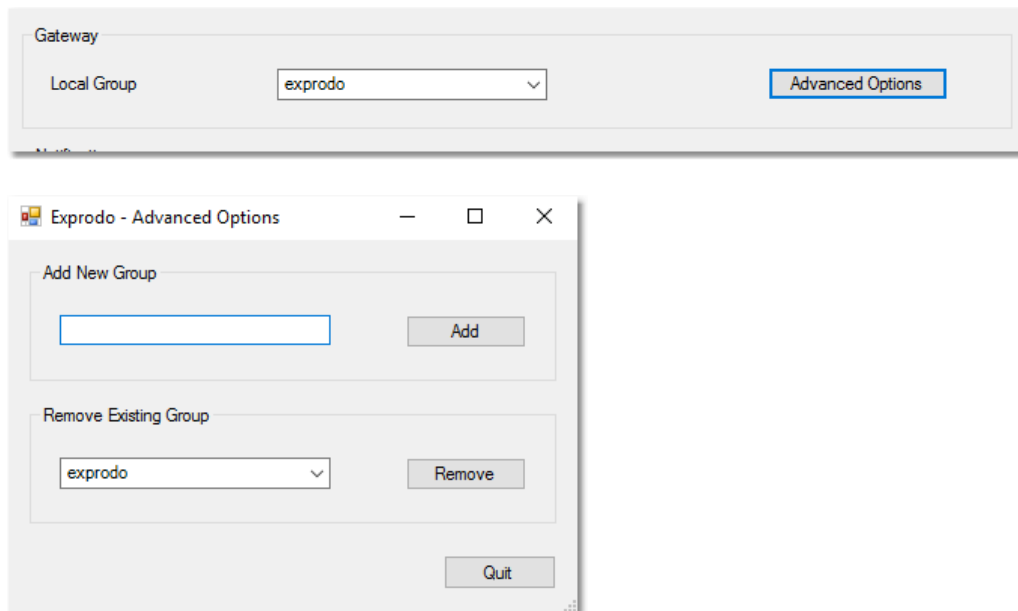 Gateway
Local Group exprodo Advanced Options
Exprodo - Advanced Options
Add New Group
Add
Remove Existing Group
exprodo Remove
Quit